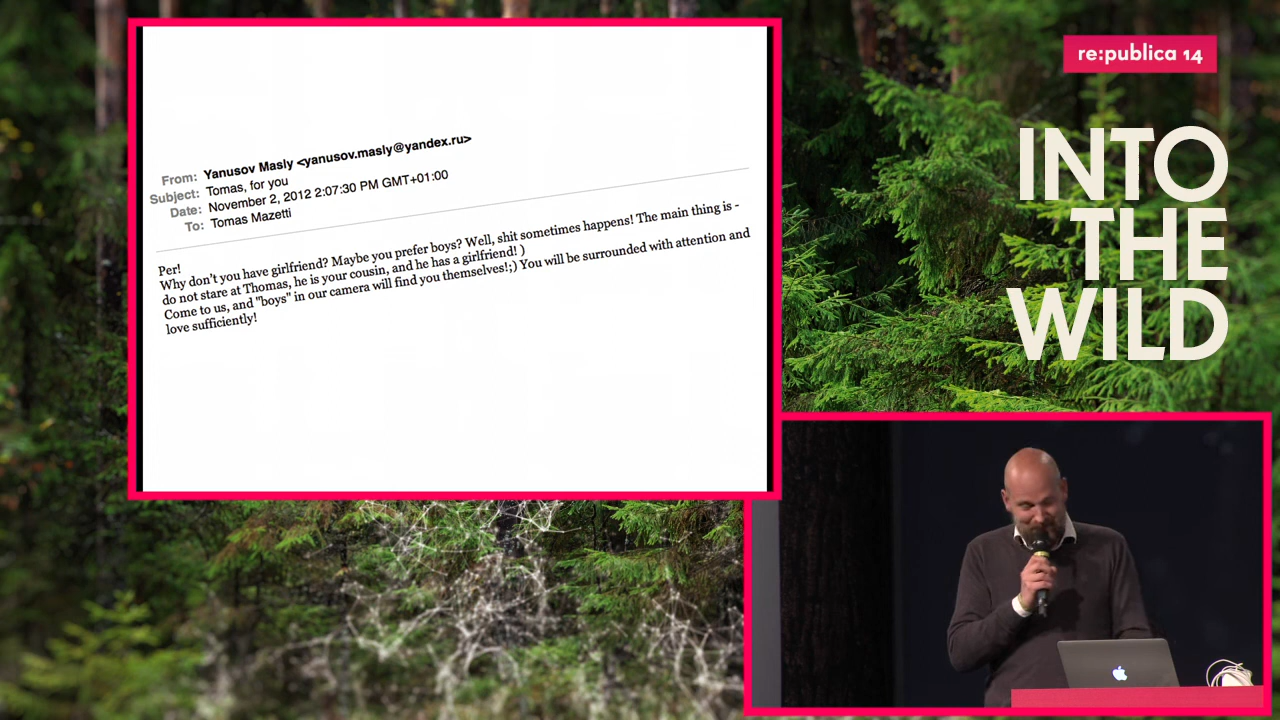 From: Yanusov Masly <yanusov.masly@yandex.ru>
Subject: Tomas, for you
Date: November 2, 2012 2:07:30 PM GMT+01:00
To: Tomas Mazetti
Per!
Why don't you have girlfriend? Maybe you prefer boys? Well, shit sometimes happens! The main thing is -
do not stare at Thomas, he is your cousin, and he has a girlfriend! )
Come to us, and "boys" in our camera will find you themselves!;) You will be surrounded with attention and
love sufficiently!
re:publica 14
INTO
THE
WILD